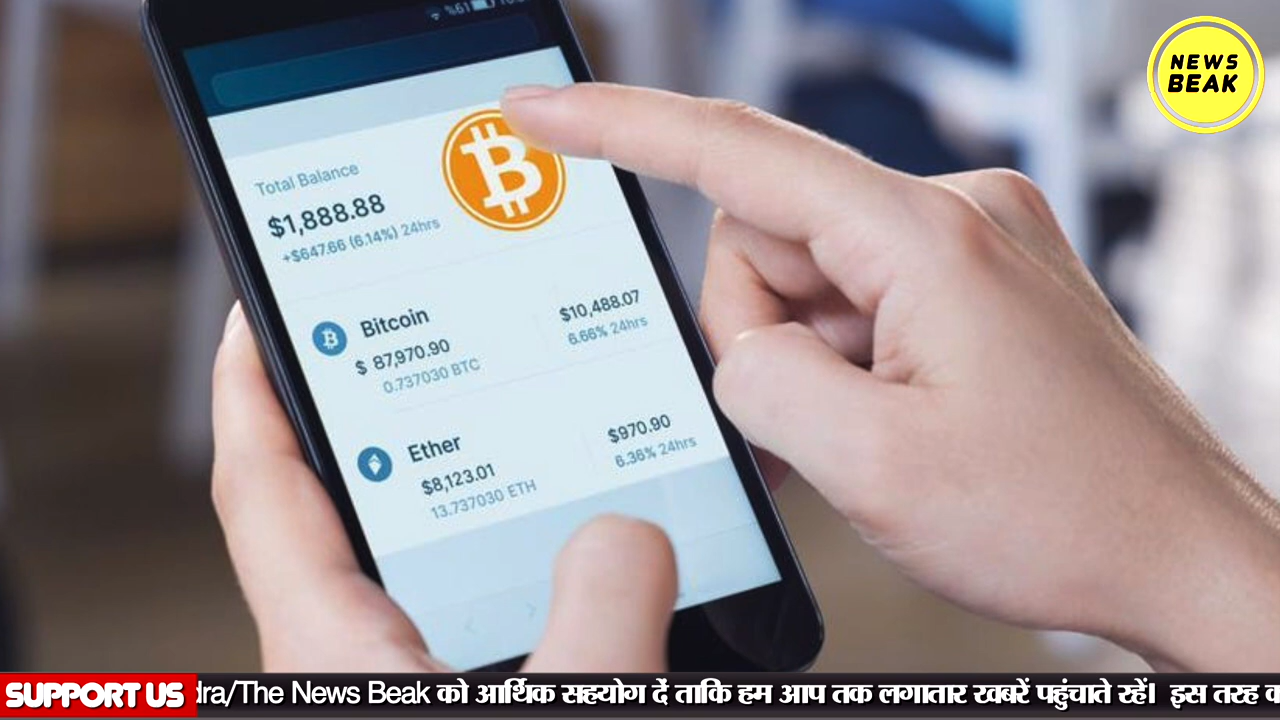 %61
NEWS
BEAK
Total Balance
$1,888.88
+$647.66 (6.14%) 24hrs
Bitcoin
$ 87,970.90
0.737030 BTC
$10,488.07
6.66% 24hrs
Ether
$8,123.01
13.737030 ETH
$970.90
6.36% 24hrs
SUPPORT US
dra/The News Beak को आर्थिक सहयोग दें ताकि हम आप तक लगातार खबरें पहुंचाते रहें। इस तरह